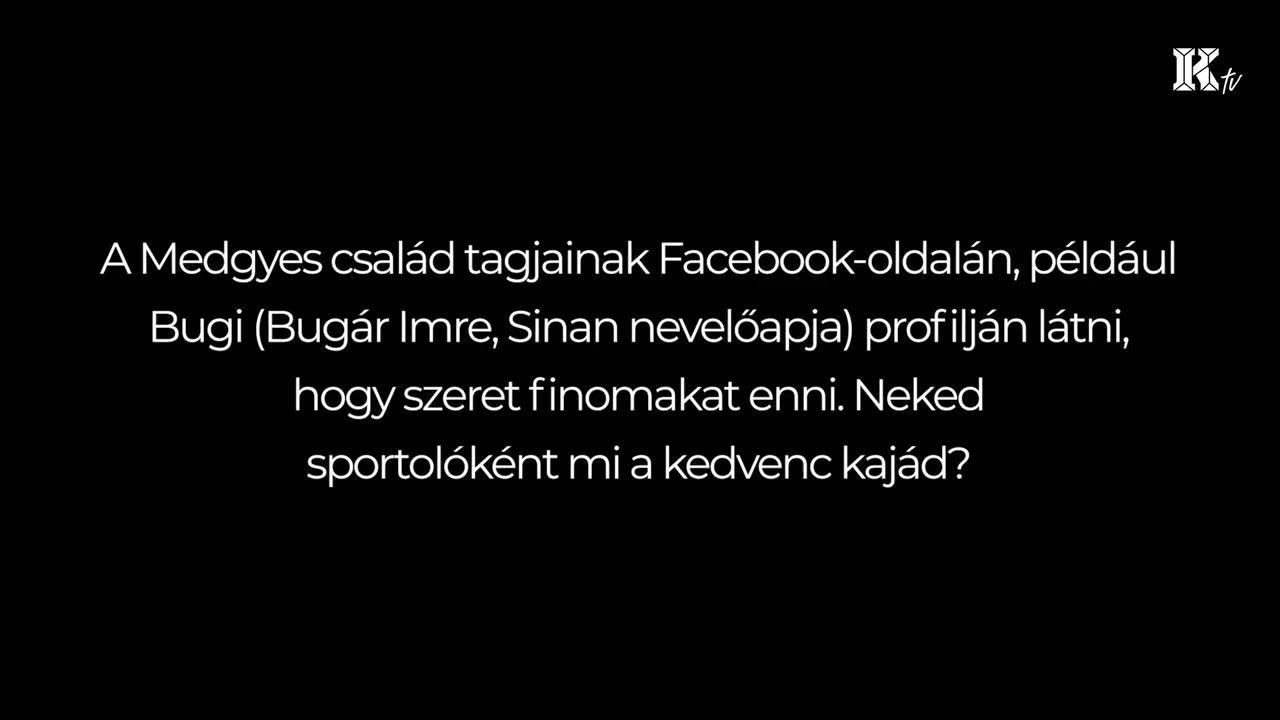 K tv
A Medgyes család tagjainak Facebook-oldalán, például
Bugi (Bugár Imre, Sinan nevelőapja) profilján látni,
hogy szeret finomakat enni. Neked
sportolóként mi a kedvenc kajád?